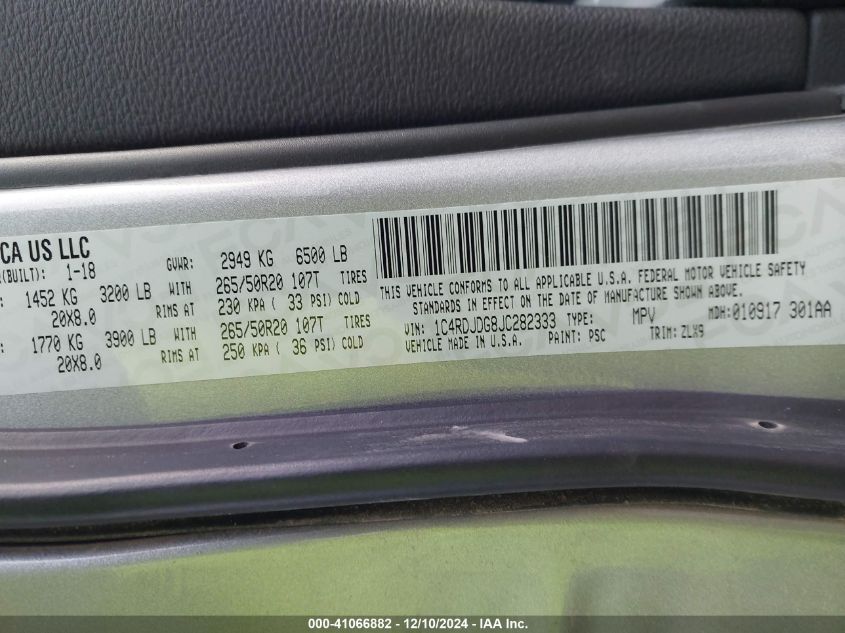 CA US LLC
(BUILT): 1-18 GVWR: 2949 KG 6500 LB
: 1452 KG 3200 LB WITH 265/50R20 107T TIRES
20X8.0 RIMS AT 230 KPA ( 33 PSI) COLD
: 1770 KG 3900 LB WITH 265/50R20 107T TIRES
20X8.0 RIMS AT 250 KPA ( 36 PSI) COLD
THIS VEHICLE CONFORMS TO ALL APPLICABLE U.S.A. FEDERAL MOTOR VEHICLE SAFETY
STANDARDS IN EFFECT ON THE DATE OF MANUFACTURE SHOWN ABOVE.
VIN: 1C4RDJDG8JC282333 TYPE: MPV MDH:010917 301AA
VEHICLE MADE IN U.S.A. PAINT: PSC TRIM: ZLX9
000-41066882 - 12/10/2024 - IAA Inc.